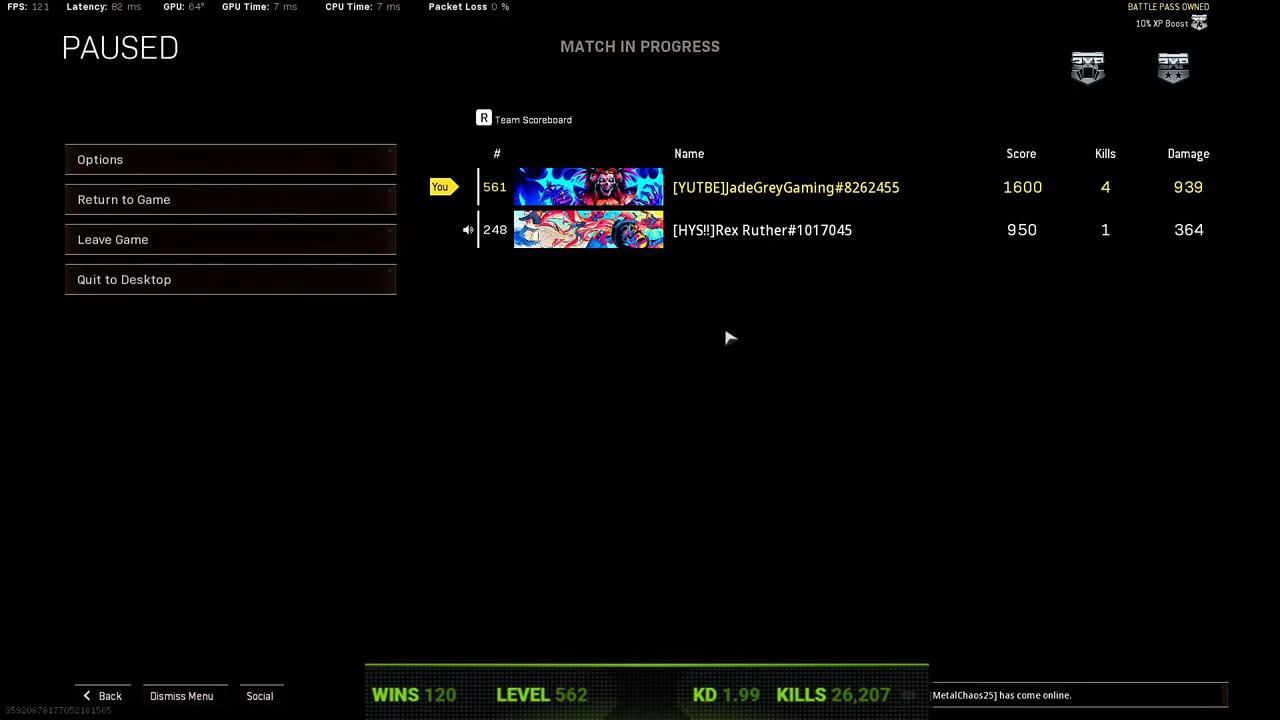 FPS: 121 Latency: 82 ms GPU: 64° GPU Time: 7 ms CPU Time: 7 ms Packet Loss 0 %
BATTLE PASS OWNED
10% XP Boost
PAUSED
MATCH IN PROGRESS
2XP 2XP
R Team Scoreboard
# Name Score Kills Damage
You 561 [YUTBE]JadeGreyGaming#8262455 1600 4 939
248 [HYS!!]Rex Ruther#1017045 950 1 364
Options
Return to Game
Leave Game
Quit to Desktop
Back Dismiss Menu Social
WINS 120 LEVEL 562 KD 1.99 KILLS 26,207
[MetalChaos25] has come online.